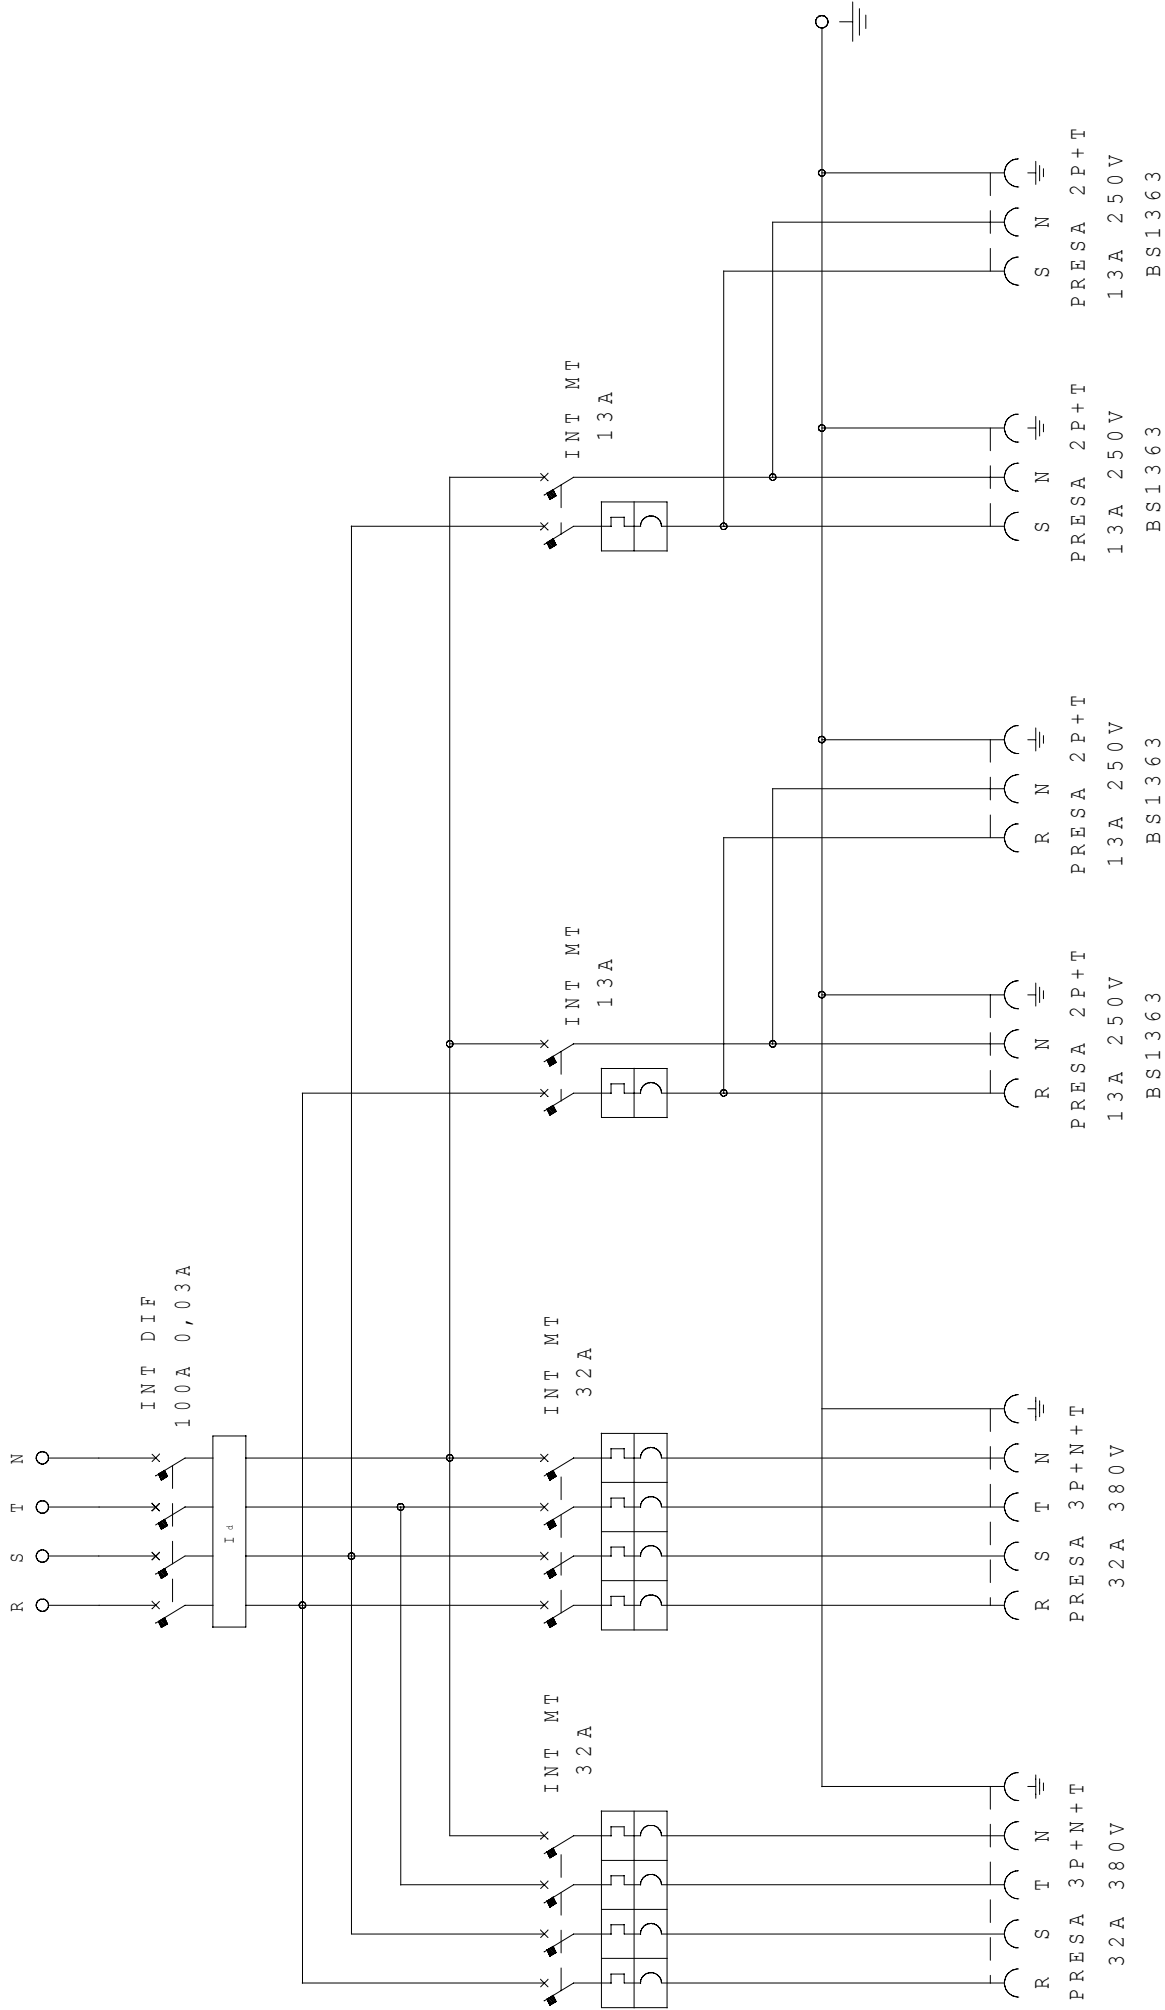 R S T N
INT DIF
100A 0,03A
Id
INT MT
32A
INT MT
32A
INT MT
13A
INT MT
13A
R S T N
PRESA 3P+N+T
32A 380V
R S T N
PRESA 3P+N+T
32A 380V
R N
PRESA 2P+T
13A 250V
BS1363
R N
PRESA 2P+T
13A 250V
BS1363
S N
PRESA 2P+T
13A 250V
BS1363
S N
PRESA 2P+T
13A 250V
BS1363